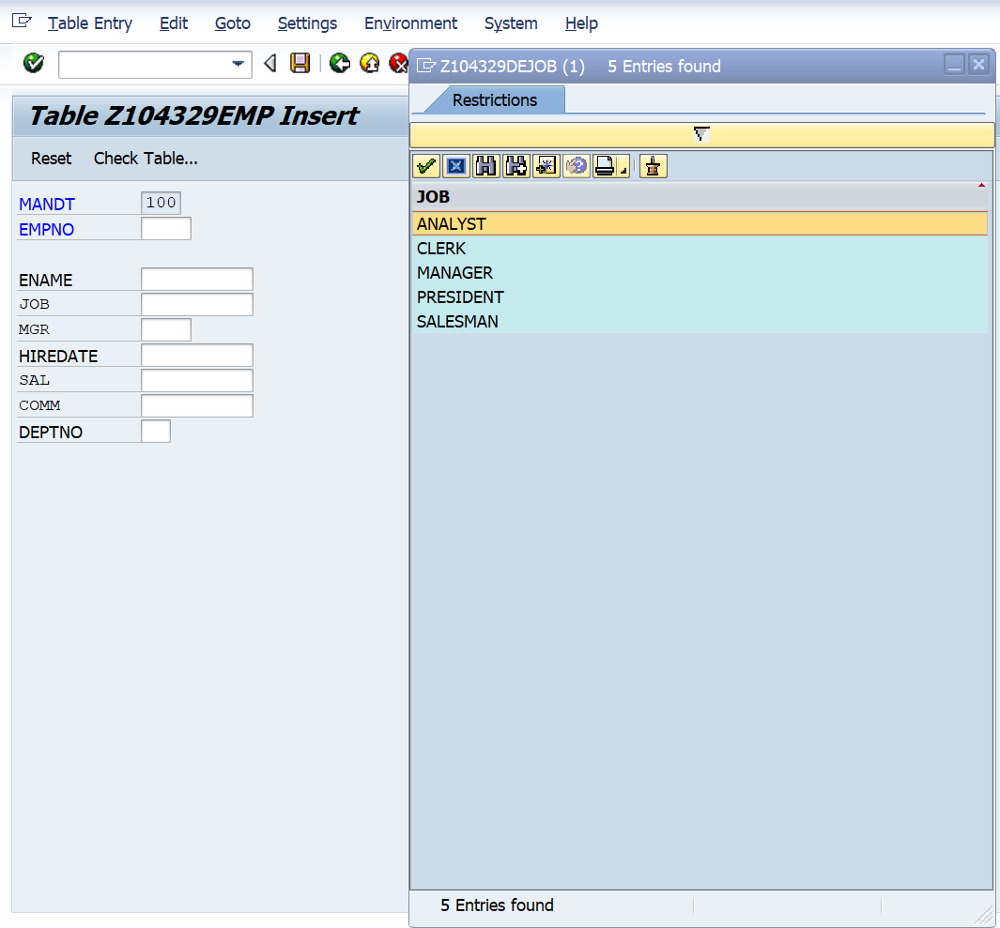 Table Entry Edit Goto Settings Environment System Help
Table Z104329EMP Insert
Reset Check Table...
MANDT 100
EMPNO
ENAME
JOB
MGR
HIREDATE
SAL
COMM
DEPTNO
Z104329DEJOB (1) 5 Entries found
Restrictions
JOB
ANALYST
CLERK
MANAGER
PRESIDENT
SALESMAN
5 Entries found